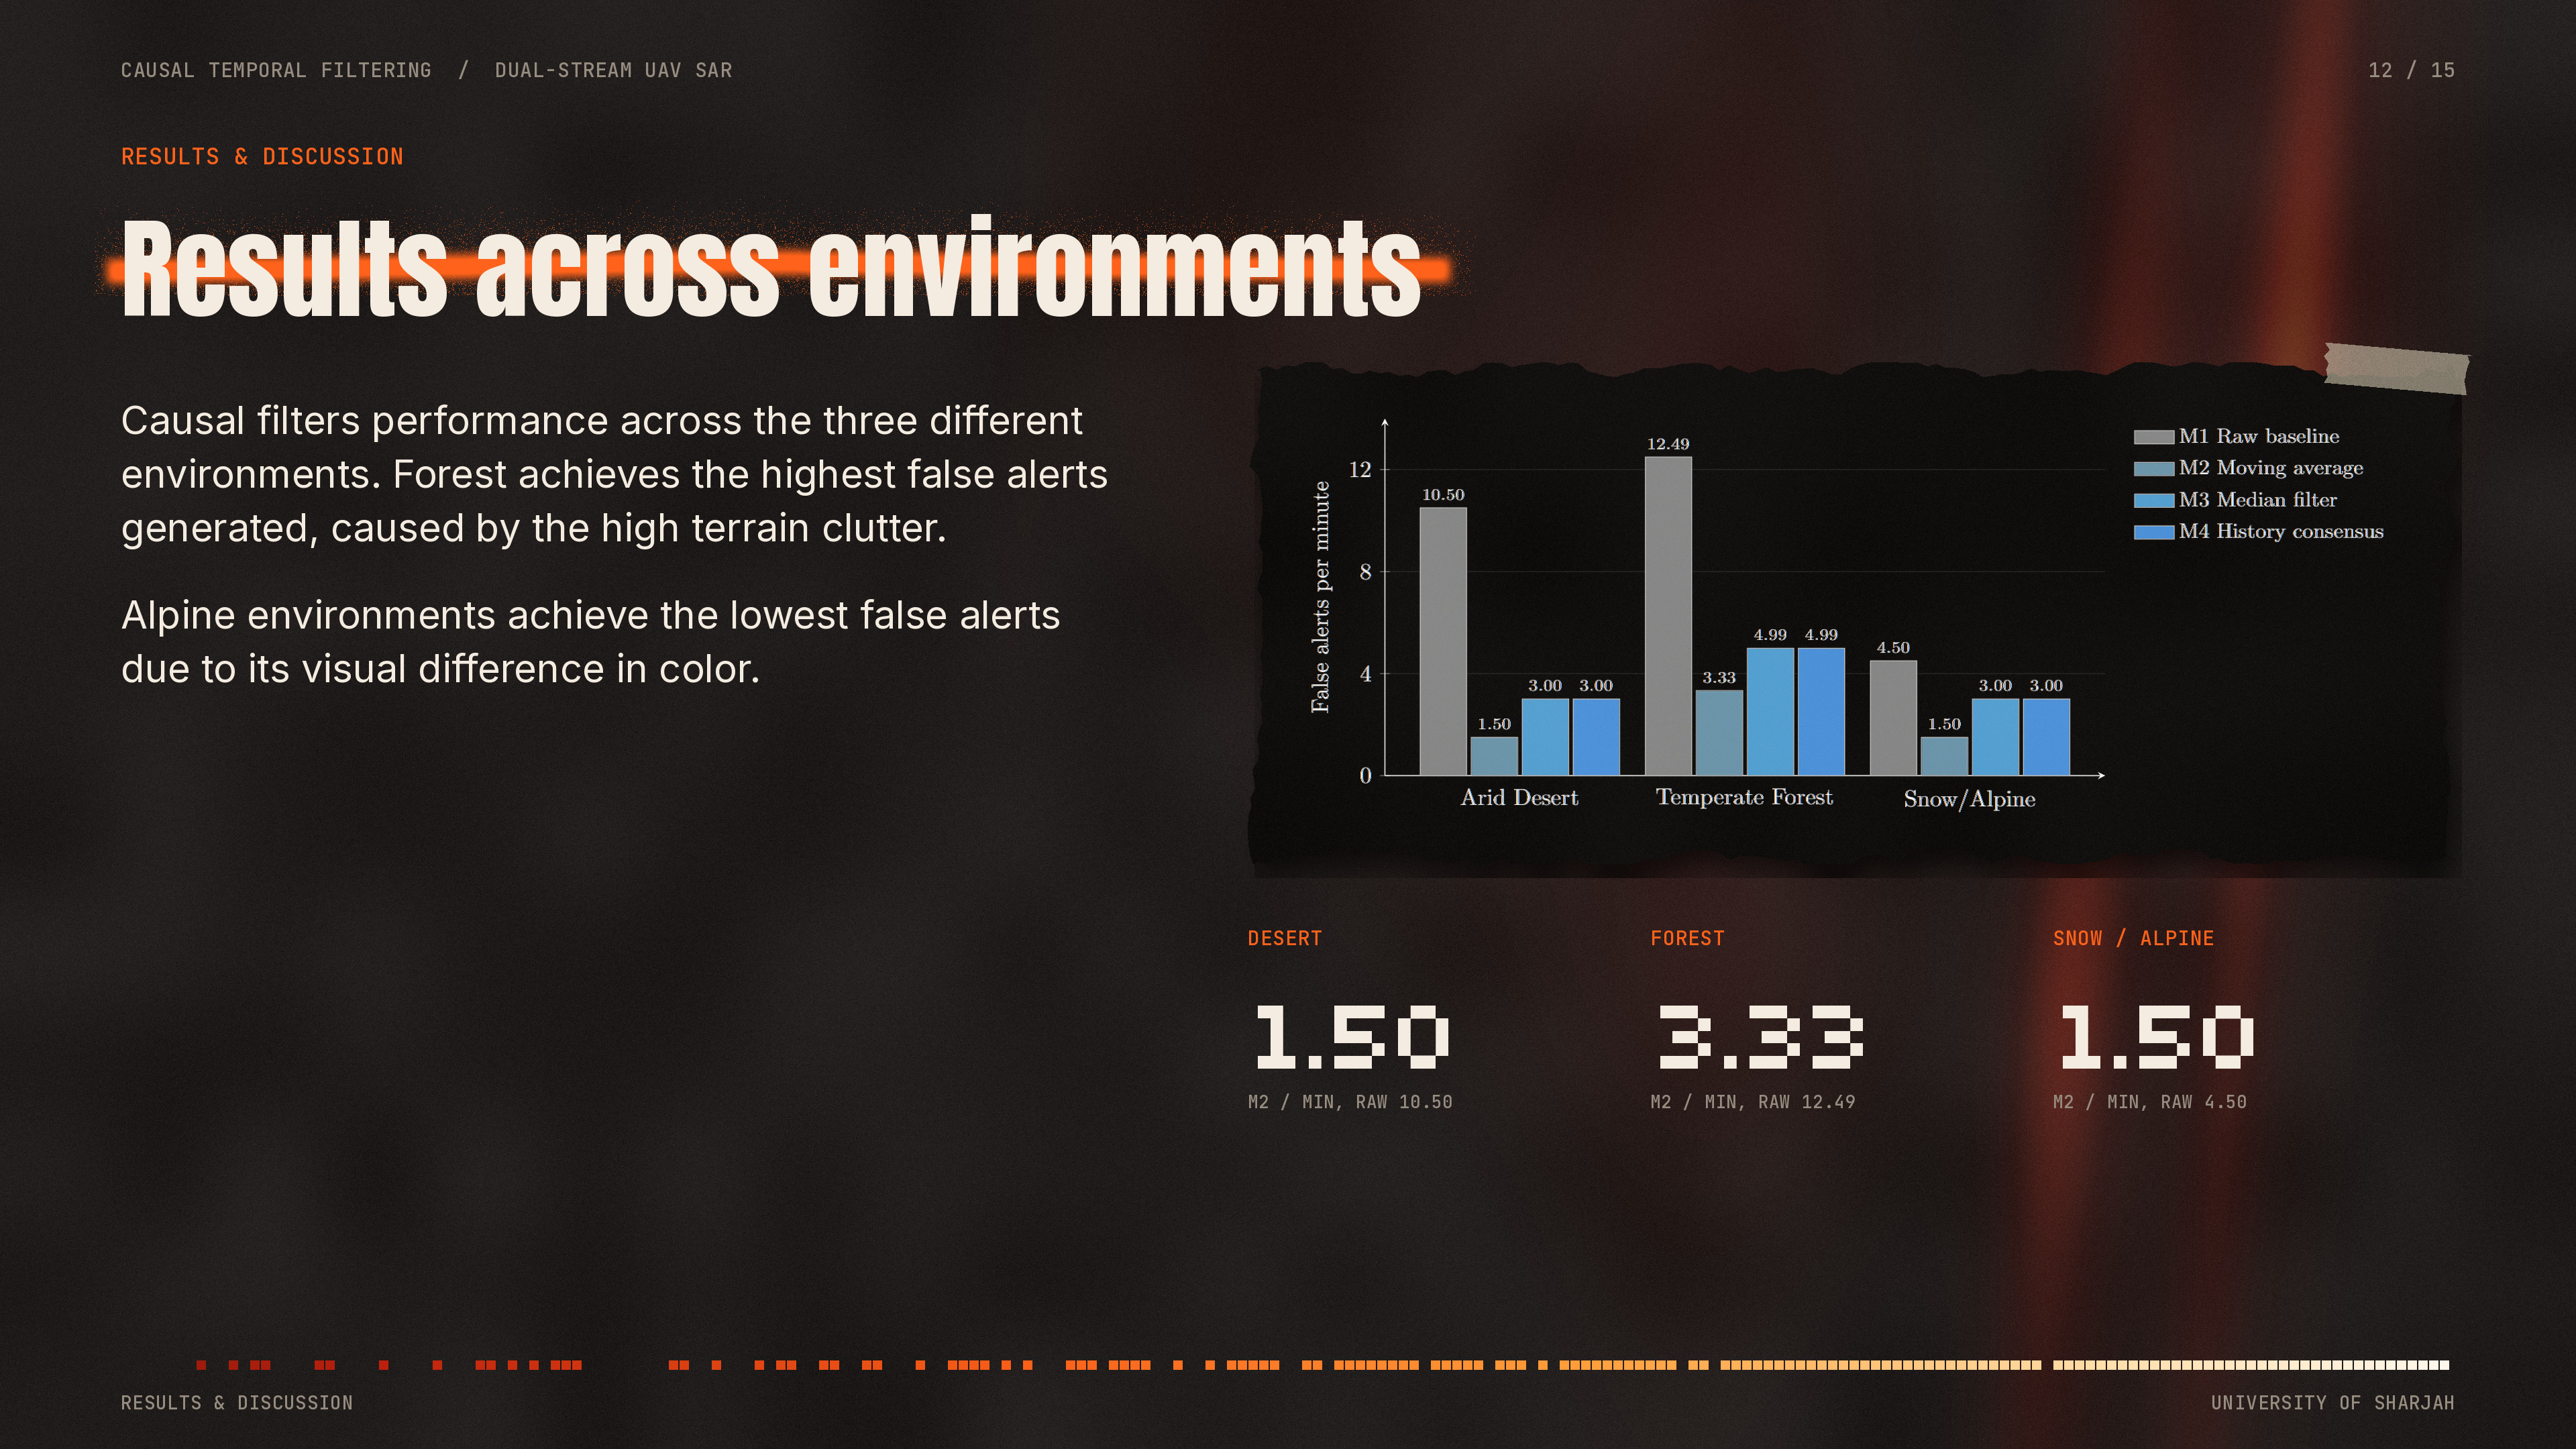 CAUSAL TEMPORAL FILTERING / DUAL-STREAM UAV SAR
12 / 15
RESULTS & DISCUSSION
Results across environments
Causal filters performance across the three different
environments. Forest achieves the highest false alerts
generated, caused by the high terrain clutter.
Alpine environments achieve the lowest false alerts
due to its visual difference in color.
False alerts per minute
12
8
4
0
10.50
1.50
3.00
3.00
12.49
3.33
4.99
4.99
4.50
1.50
3.00
3.00
Arid Desert
Temperate Forest
Snow/Alpine
M1 Raw baseline
M2 Moving average
M3 Median filter
M4 History consensus
DESERT
1.50
M2 / MIN, RAW 10.50
FOREST
3.33
M2 / MIN, RAW 12.49
SNOW / ALPINE
1.50
M2 / MIN, RAW 4.50
RESULTS & DISCUSSION
UNIVERSITY OF SHARJAH